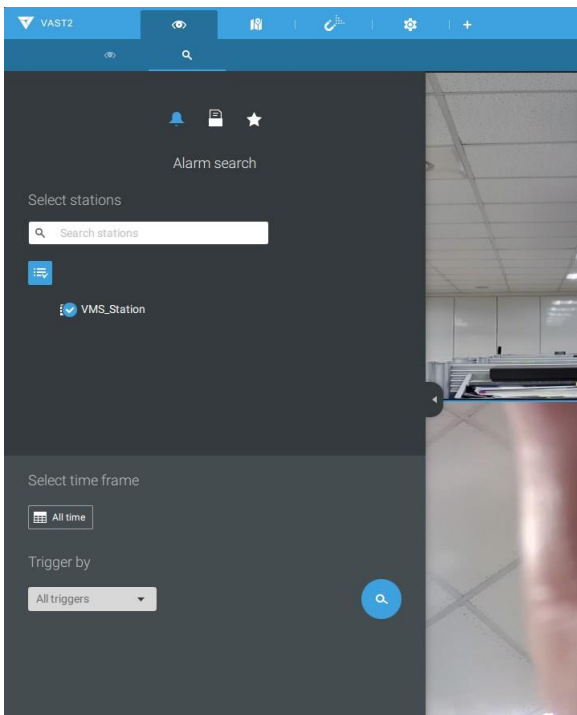 VAST2
Alarm search
Select stations
Search stations
VMS_Station
Select time frame
All time
Trigger by
All triggers